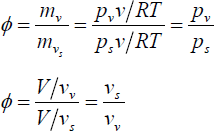 ϕ = m_v / m_{v_s} = (p_v v/RT) / (p_s v/RT) = p_v / p_s
ϕ = (V/v_v) / (V/v_s) = v_s / v_v